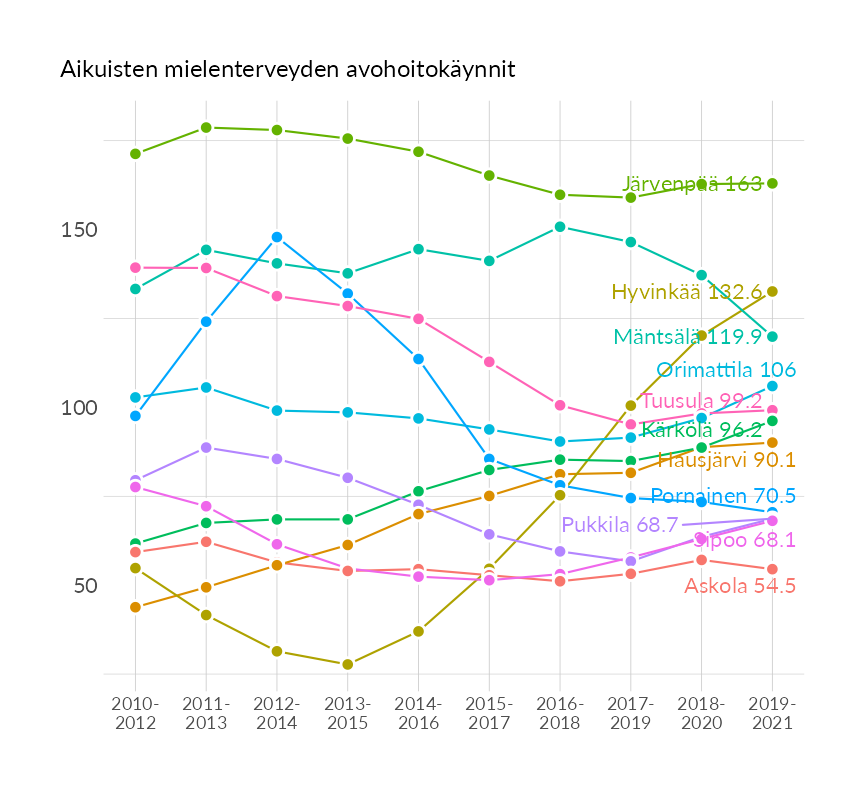 Aikuisten mielenterveyden avohoitokäynnit
Järvenpää 163
150
Hyvinkää 132.6
Mäntsälä 119.9
Orimattila 106
Tuusula 99.2
100
Kärkölä 96.2
Hausjärvi 90.1
Pornainen 70.5
Pukkila 68.7
Sipoo 68.1
50
Askola 54.5
2010- 2011- 2012- 2013- 2014- 2015- 2016- 2017- 2018- 2019-
2012 2013 2014 2015 2016 2017 2018 2019 2020 2021